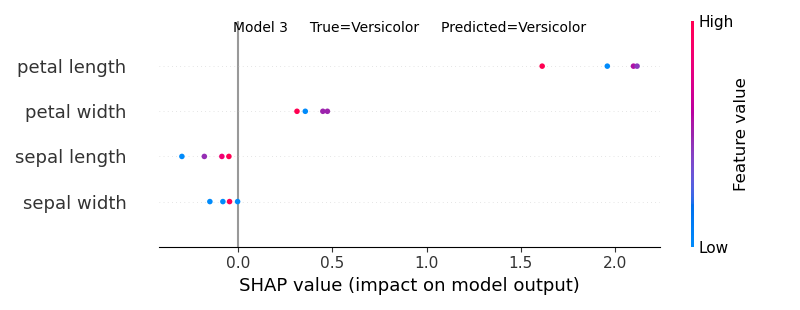 Model 3 True=Versicolor Predicted=Versicolor
High
petal length
petal width
sepal length
sepal width
Feature value
Low
0.0 0.5 1.0 1.5 2.0
SHAP value (impact on model output)